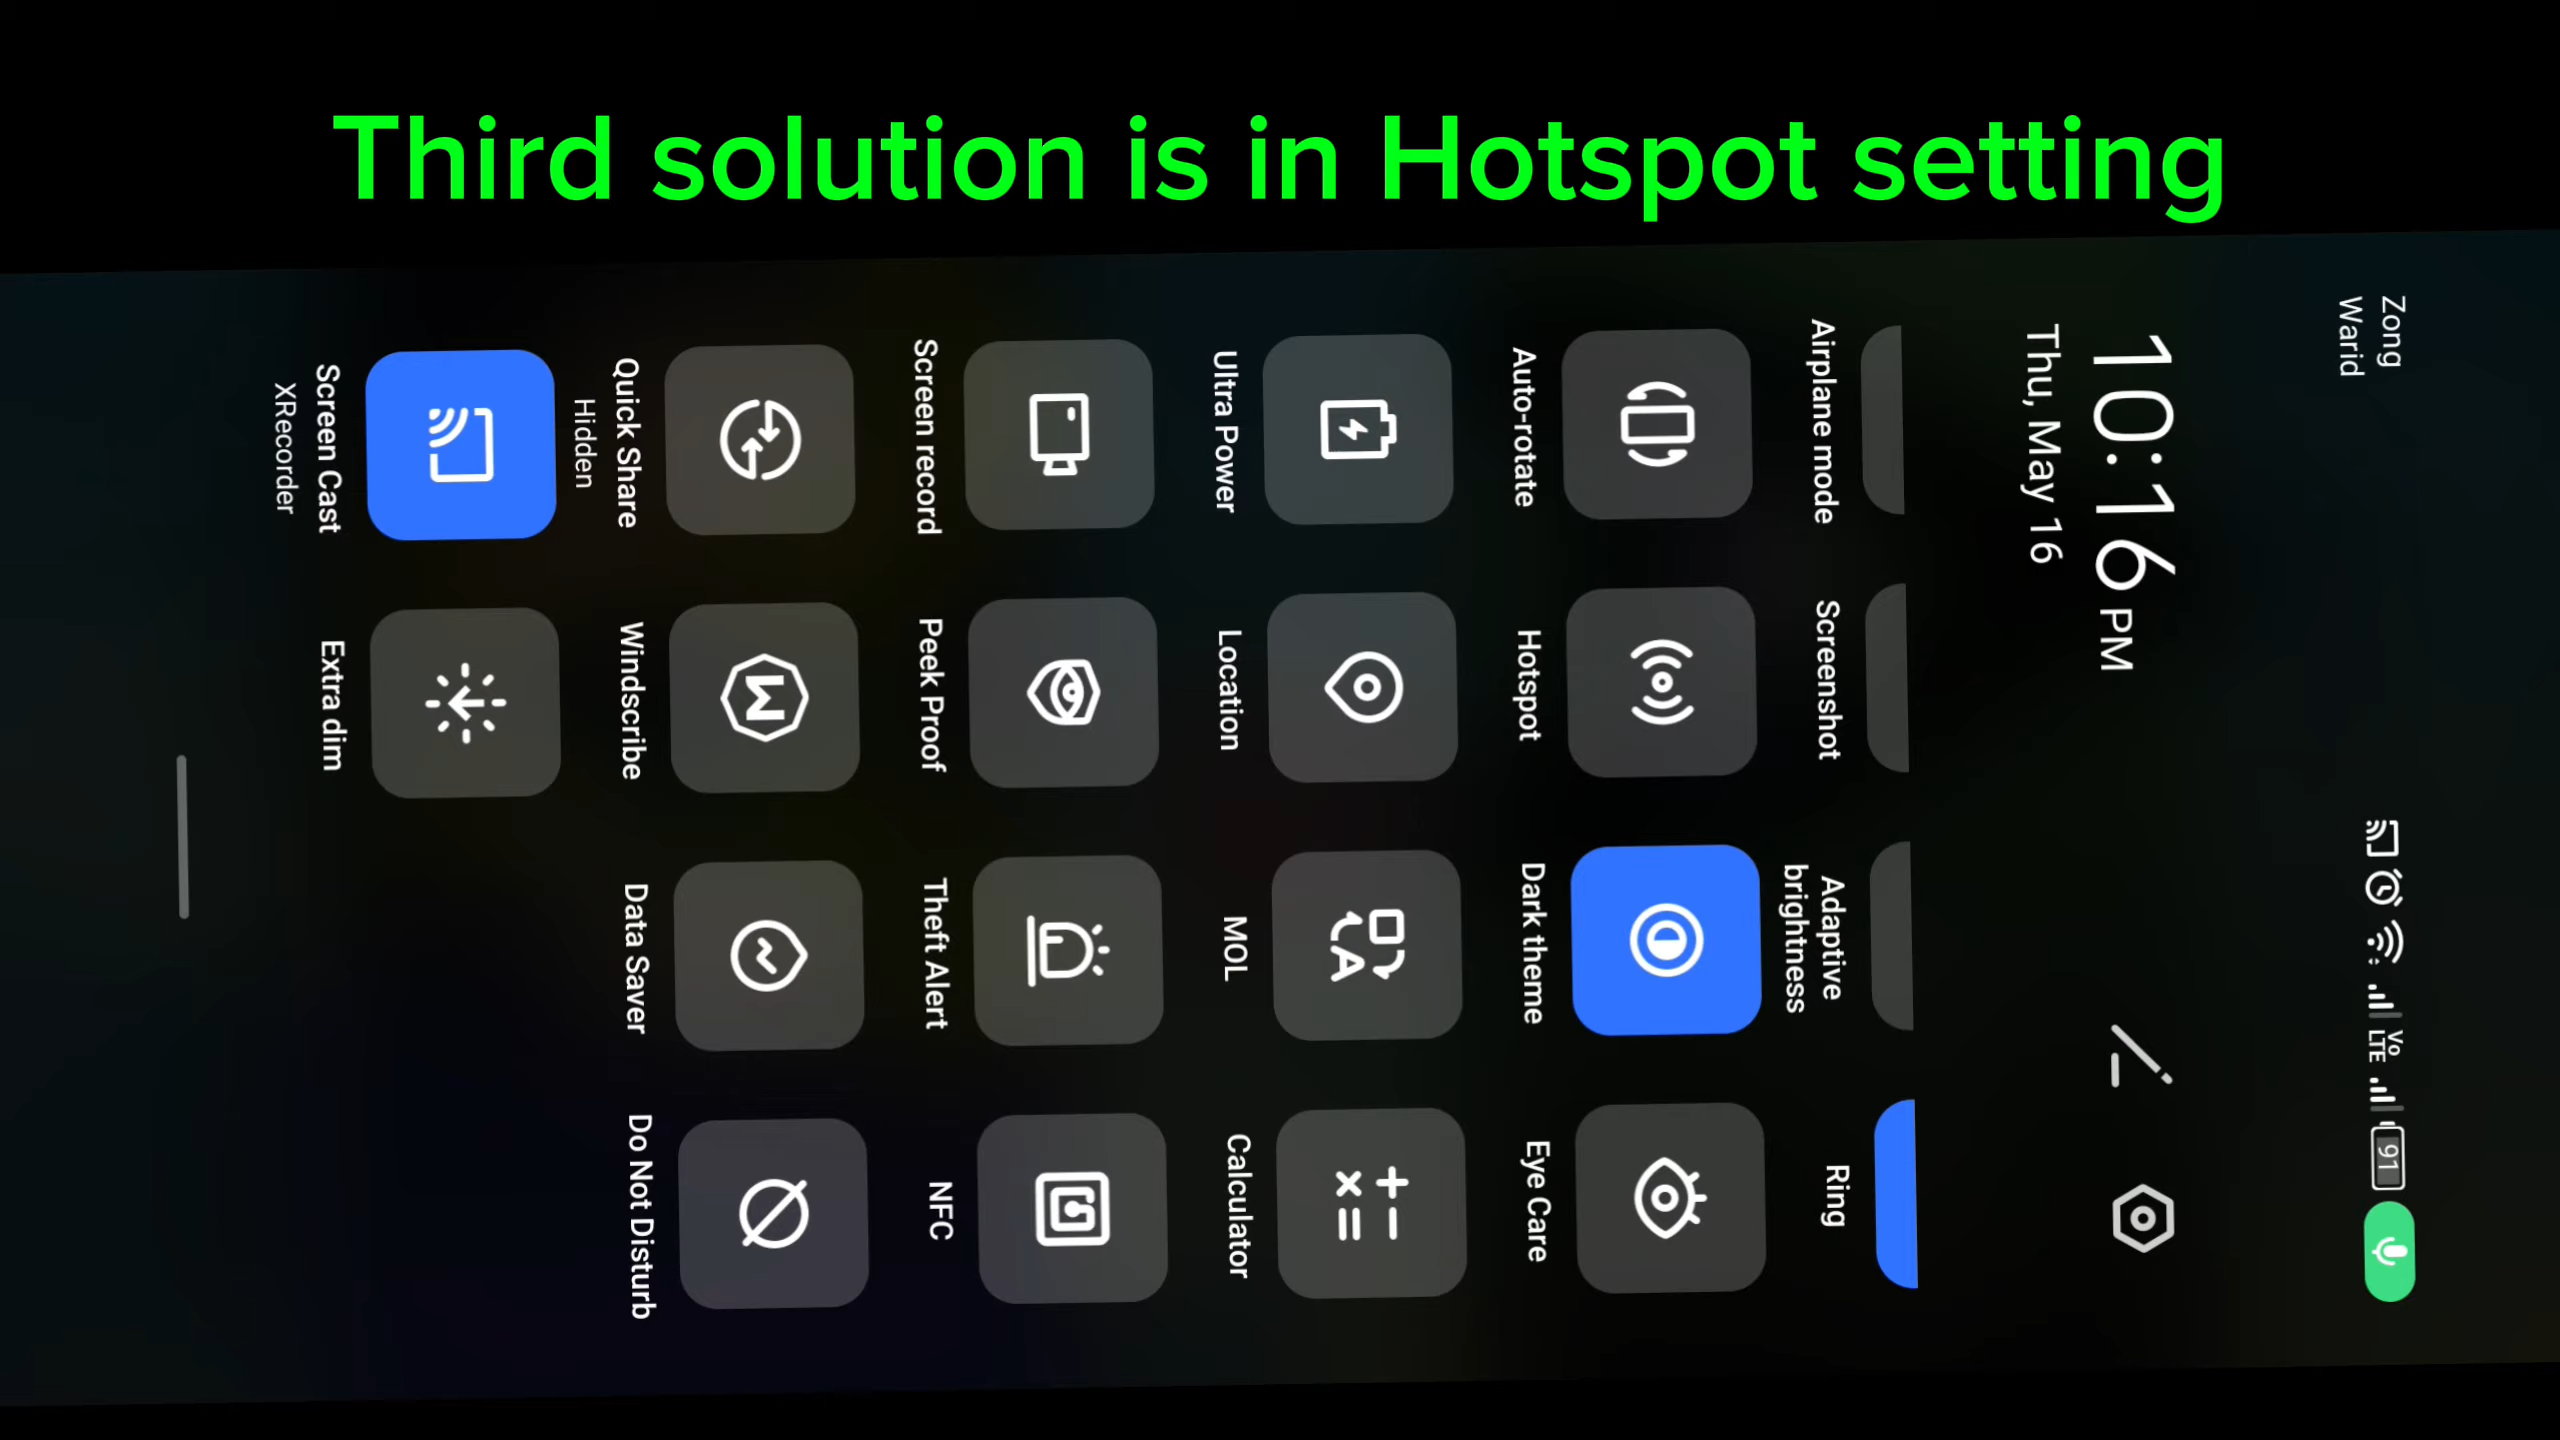 Third solution is in Hotspot setting
Zong
Warid
Vo
LTE
91
10:16 PM
Thu, May 16
Airplane mode
Screenshot
Adaptive
brightness
Ring
Auto-rotate
Hotspot
Dark theme
Eye Care
Ultra Power
Location
MOL
Calculator
Screen record
Peek Proof
Theft Alert
NFC
Quick Share
Hidden
Windscribe
Data Saver
Do Not Disturb
Screen Cast
XRecorder
Extra dim